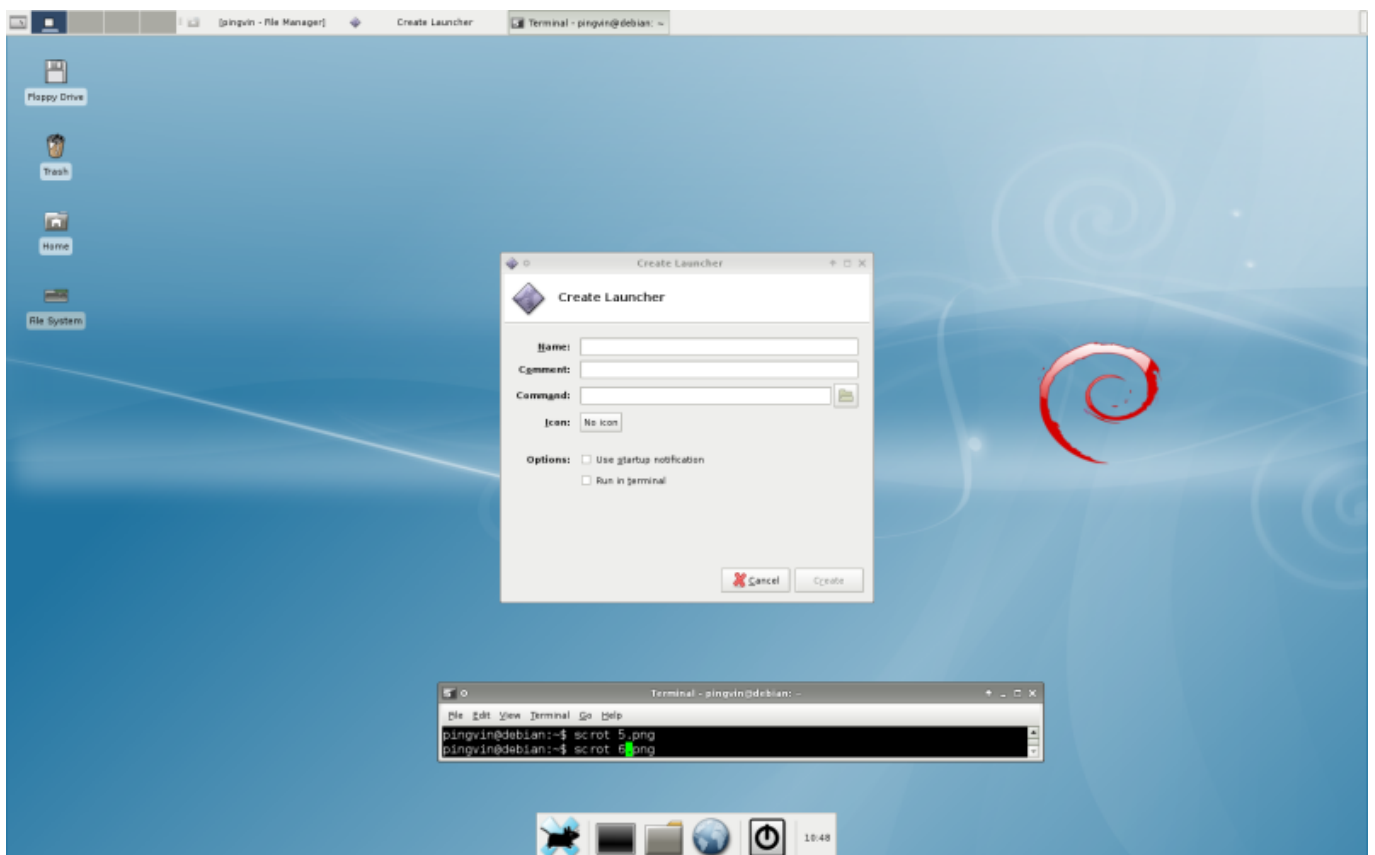 [pingvin - File Manager]
Create Launcher
Terminal - pingvin@debian: ~
Floppy Drive
Trash
Home
File System
Create Launcher
Create Launcher
Name:
Comment:
Command:
Icon: No icon
Options: Use startup notification
Run in terminal
Cancel Create
Terminal - pingvin@debian: ~
File Edit View Terminal Go Help
pingvin@debian:~$ scrot 5.png
pingvin@debian:~$ scrot 6.png
10:48